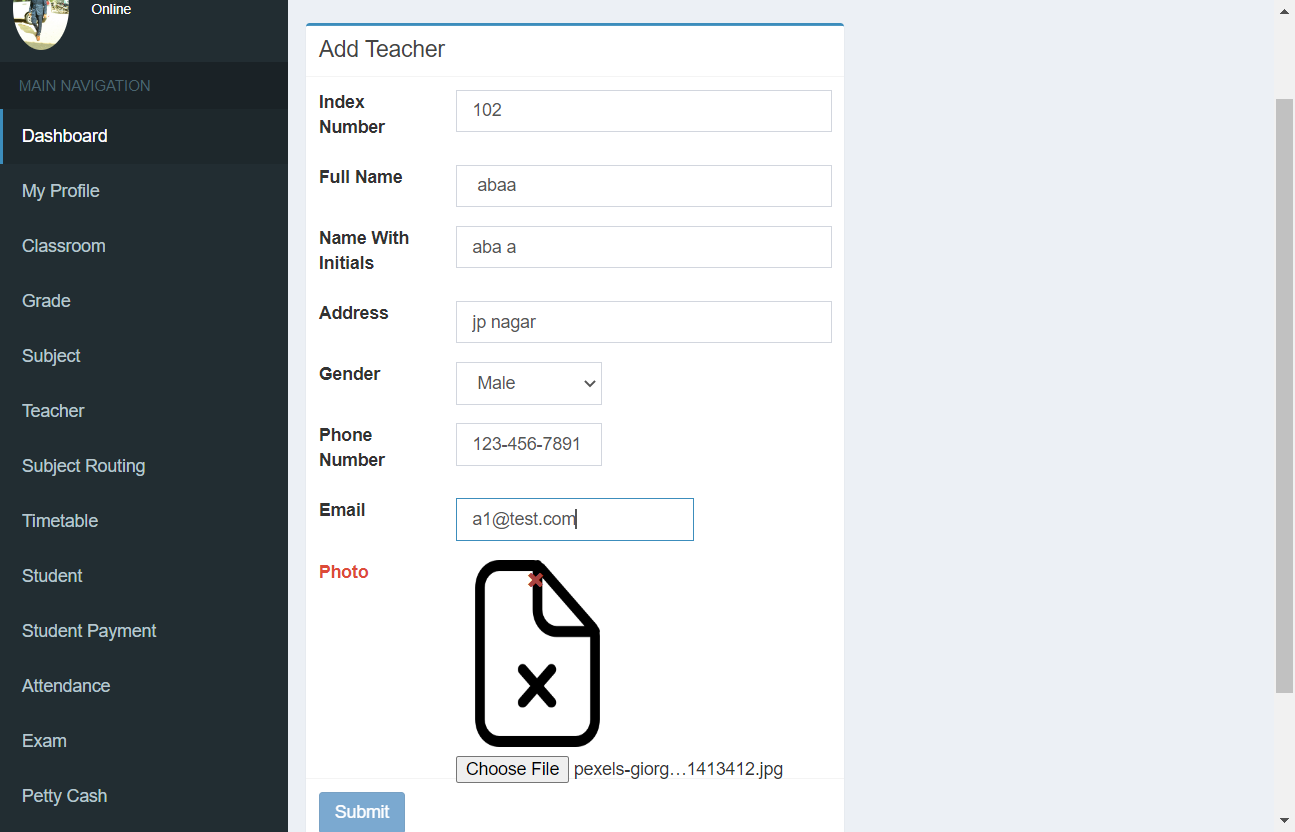 Online
MAIN NAVIGATION
Dashboard
My Profile
Classroom
Grade
Subject
Teacher
Subject Routing
Timetable
Student
Student Payment
Attendance
Exam
Petty Cash
Add Teacher
Index
Number
102
Full Name
abaa
Name With
Initials
aba a
Address
jp nagar
Gender
Male
Phone
Number
123-456-7891
Email
a1@test.com
Photo
Choose File pexels-giorg…1413412.jpg
Submit